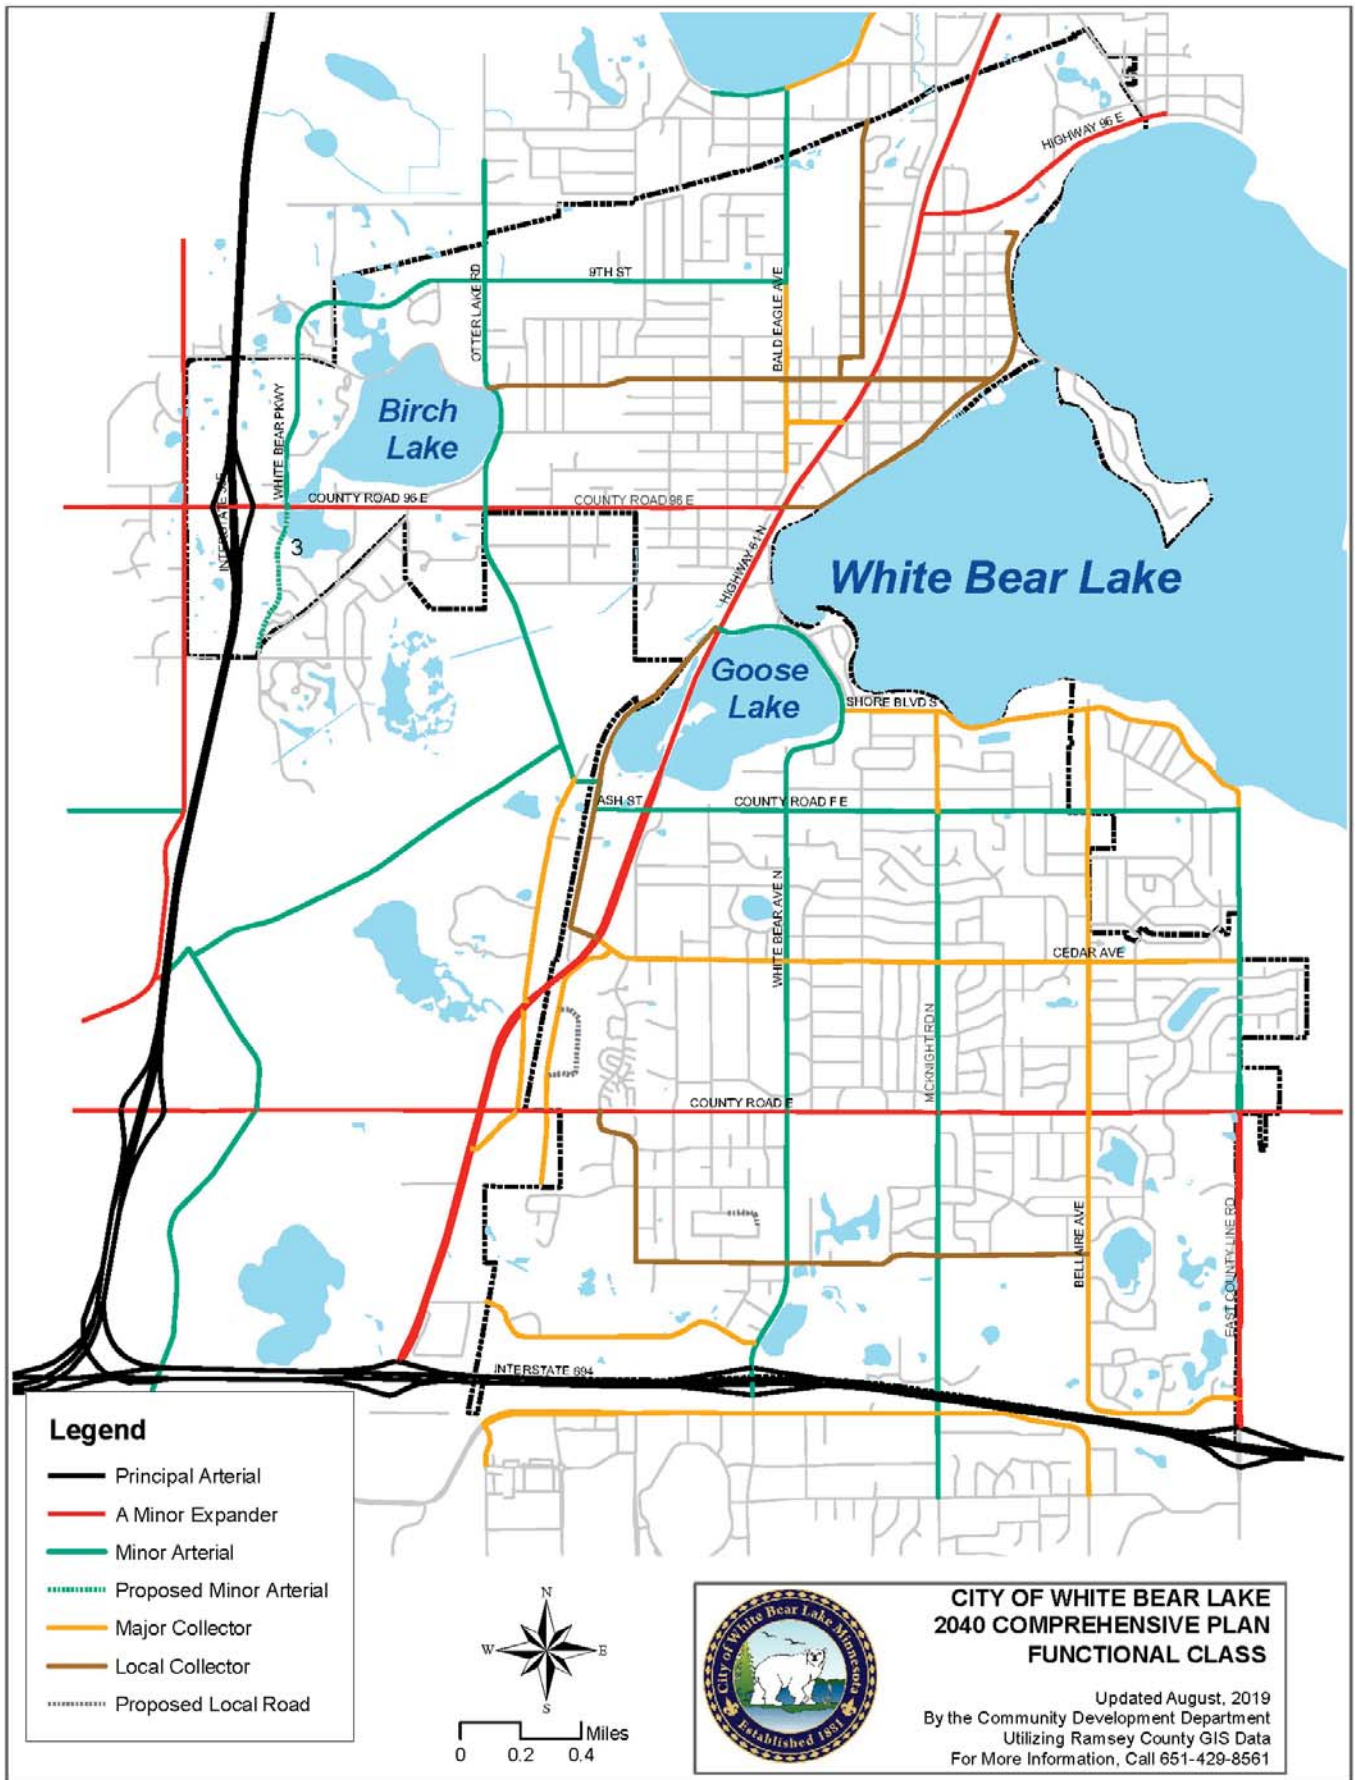 HIGHWAY 96 E
9TH ST
OTTER LAKE RD
BALD EAGLE AVE
Birch
Lake
WHITE BEAR PKWY
COUNTY ROAD 96 E
COUNTY ROAD 96 E
INTERSTATE
3
HIGHWAY 61 N
White Bear Lake
Goose
Lake
SHORE BLVD S
ASH ST
COUNTY ROAD F E
WHITE BEAR AVE N
CEDAR AVE
MCKNIGHT RD N
COUNTY ROAD E
BELLAIRE AVE
EAST COUNTY LINE RD
INTERSTATE 694
Legend
Principal Arterial
A Minor Expander
Minor Arterial
Proposed Minor Arterial
Major Collector
Local Collector
Proposed Local Road
N
W
E
S
Miles
0 0.2 0.4
City of White Bear Lake Minnesota
Established 1881
CITY OF WHITE BEAR LAKE
2040 COMPREHENSIVE PLAN
FUNCTIONAL CLASS
Updated August, 2019
By the Community Development Department
Utilizing Ramsey County GIS Data
For More Information, Call 651-429-8561